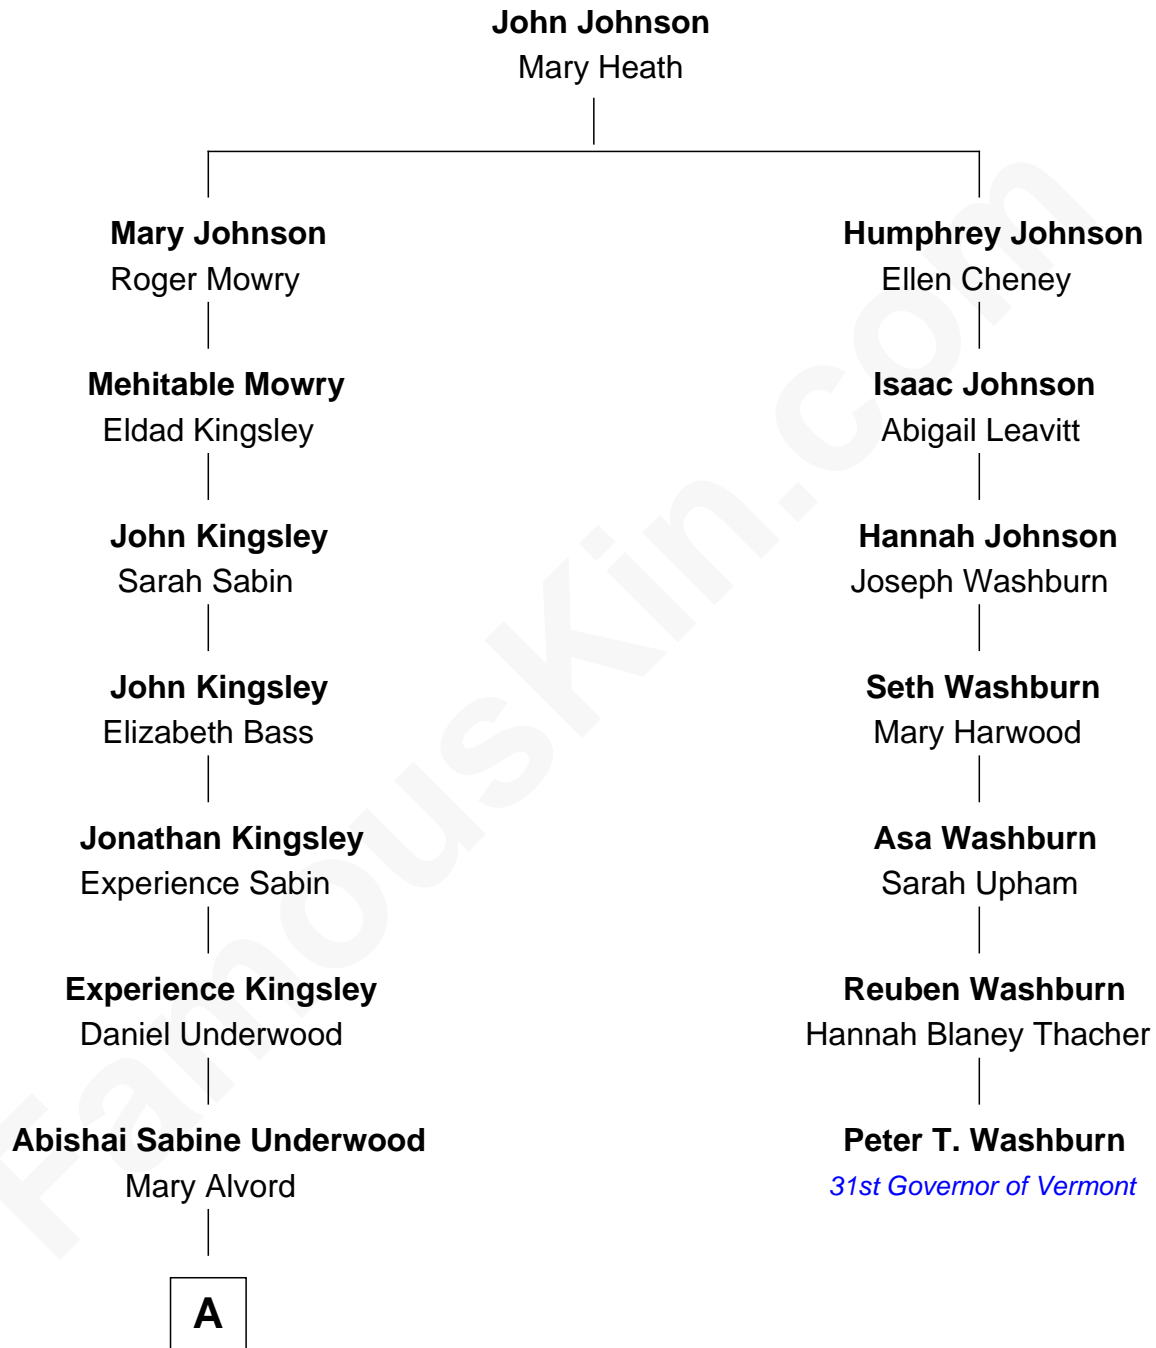 John Johnson
Mary Heath
Mary Johnson
Roger Mowry
Humphrey Johnson
Ellen Cheney
Mehitable Mowry
Eldad Kingsley
Isaac Johnson
Abigail Leavitt
John Kingsley
Sarah Sabin
Hannah Johnson
Joseph Washburn
John Kingsley
Elizabeth Bass
Seth Washburn
Mary Harwood
Jonathan Kingsley
Experience Sabin
Asa Washburn
Sarah Upham
Experience Kingsley
Daniel Underwood
Reuben Washburn
Hannah Blaney Thacher
Abishai Sabine Underwood
Mary Alvord
Peter T. Washburn
31st Governor of Vermont
A
FamousKin.com